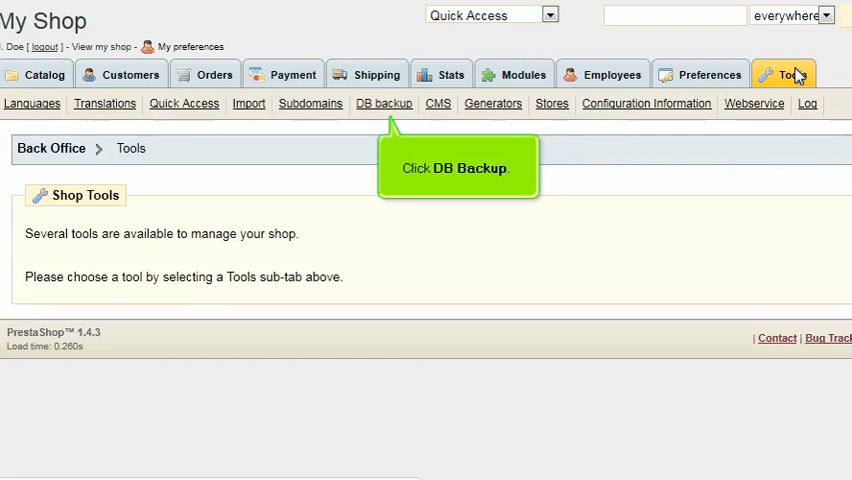 My Shop
Quick Access
everywhere
. Doe [ logout ] - View my shop - My preferences
Catalog Customers Orders Payment Shipping Stats Modules Employees Preferences
Languages Translations Quick Access Import Subdomains DB backup CMS Generators Stores Configuration Information Webservice Log
Back Office > Tools
Click DB Backup.
Shop Tools
Several tools are available to manage your shop.
Please choose a tool by selecting a Tools sub-tab above.
PrestaShop™ 1.4.3
Load time: 0.260s
| Contact | Bug Trac